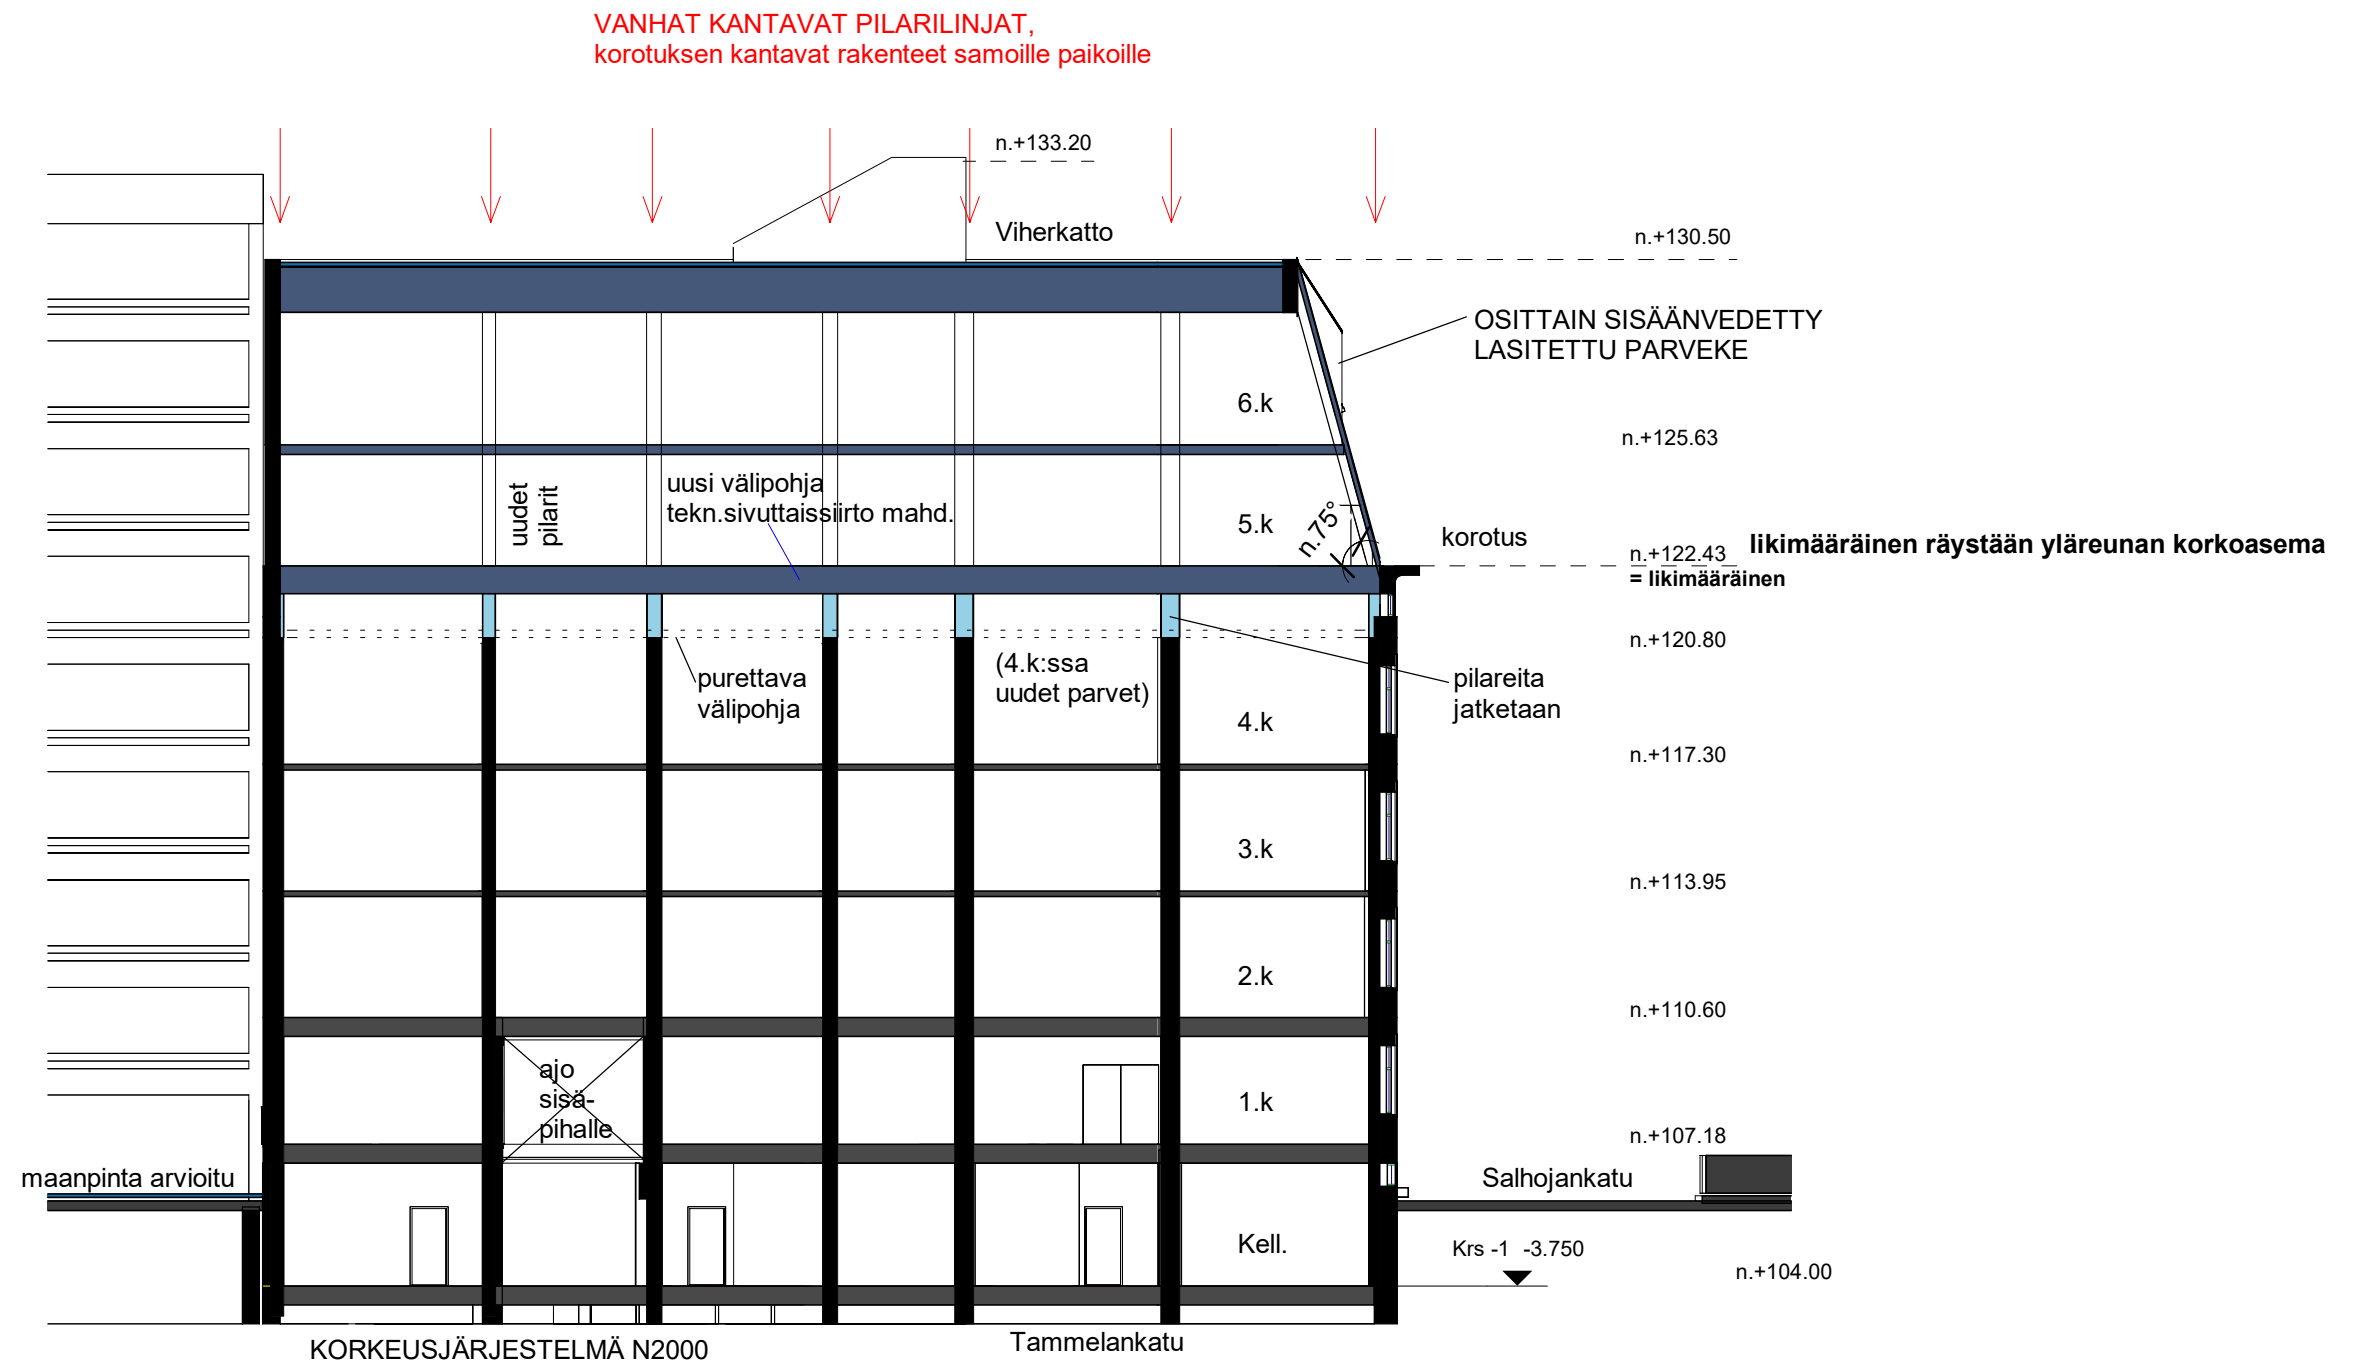 VANHAT KANTAVAT PILARILINJAT,
korotuksen kantavat rakenteet samoille paikoille
n.+133.20
Viherkatto
n.+130.50
OSITTAIN SISÄÄNVEDETTY
LASITETTU PARVEKE
6.k
n.+125.63
uudet
pilarit
uusi välipohja
tekn.sivuttaissiirto mahd.
5.k
n.75°
korotus
n.+122.43
likimääräinen räystään yläreunan korkoasema
= likimääräinen
n.+120.80
purettava
välipohja
(4.k:ssa
uudet parvet)
4.k
pilareita
jatketaan
n.+117.30
3.k
n.+113.95
2.k
n.+110.60
ajo
sisä-
pihalle
1.k
n.+107.18
maanpinta arvioitu
Salhojankatu
Kell.
Krs -1 -3.750
n.+104.00
KORKEUSJÄRJESTELMÄ N2000
Tammelankatu